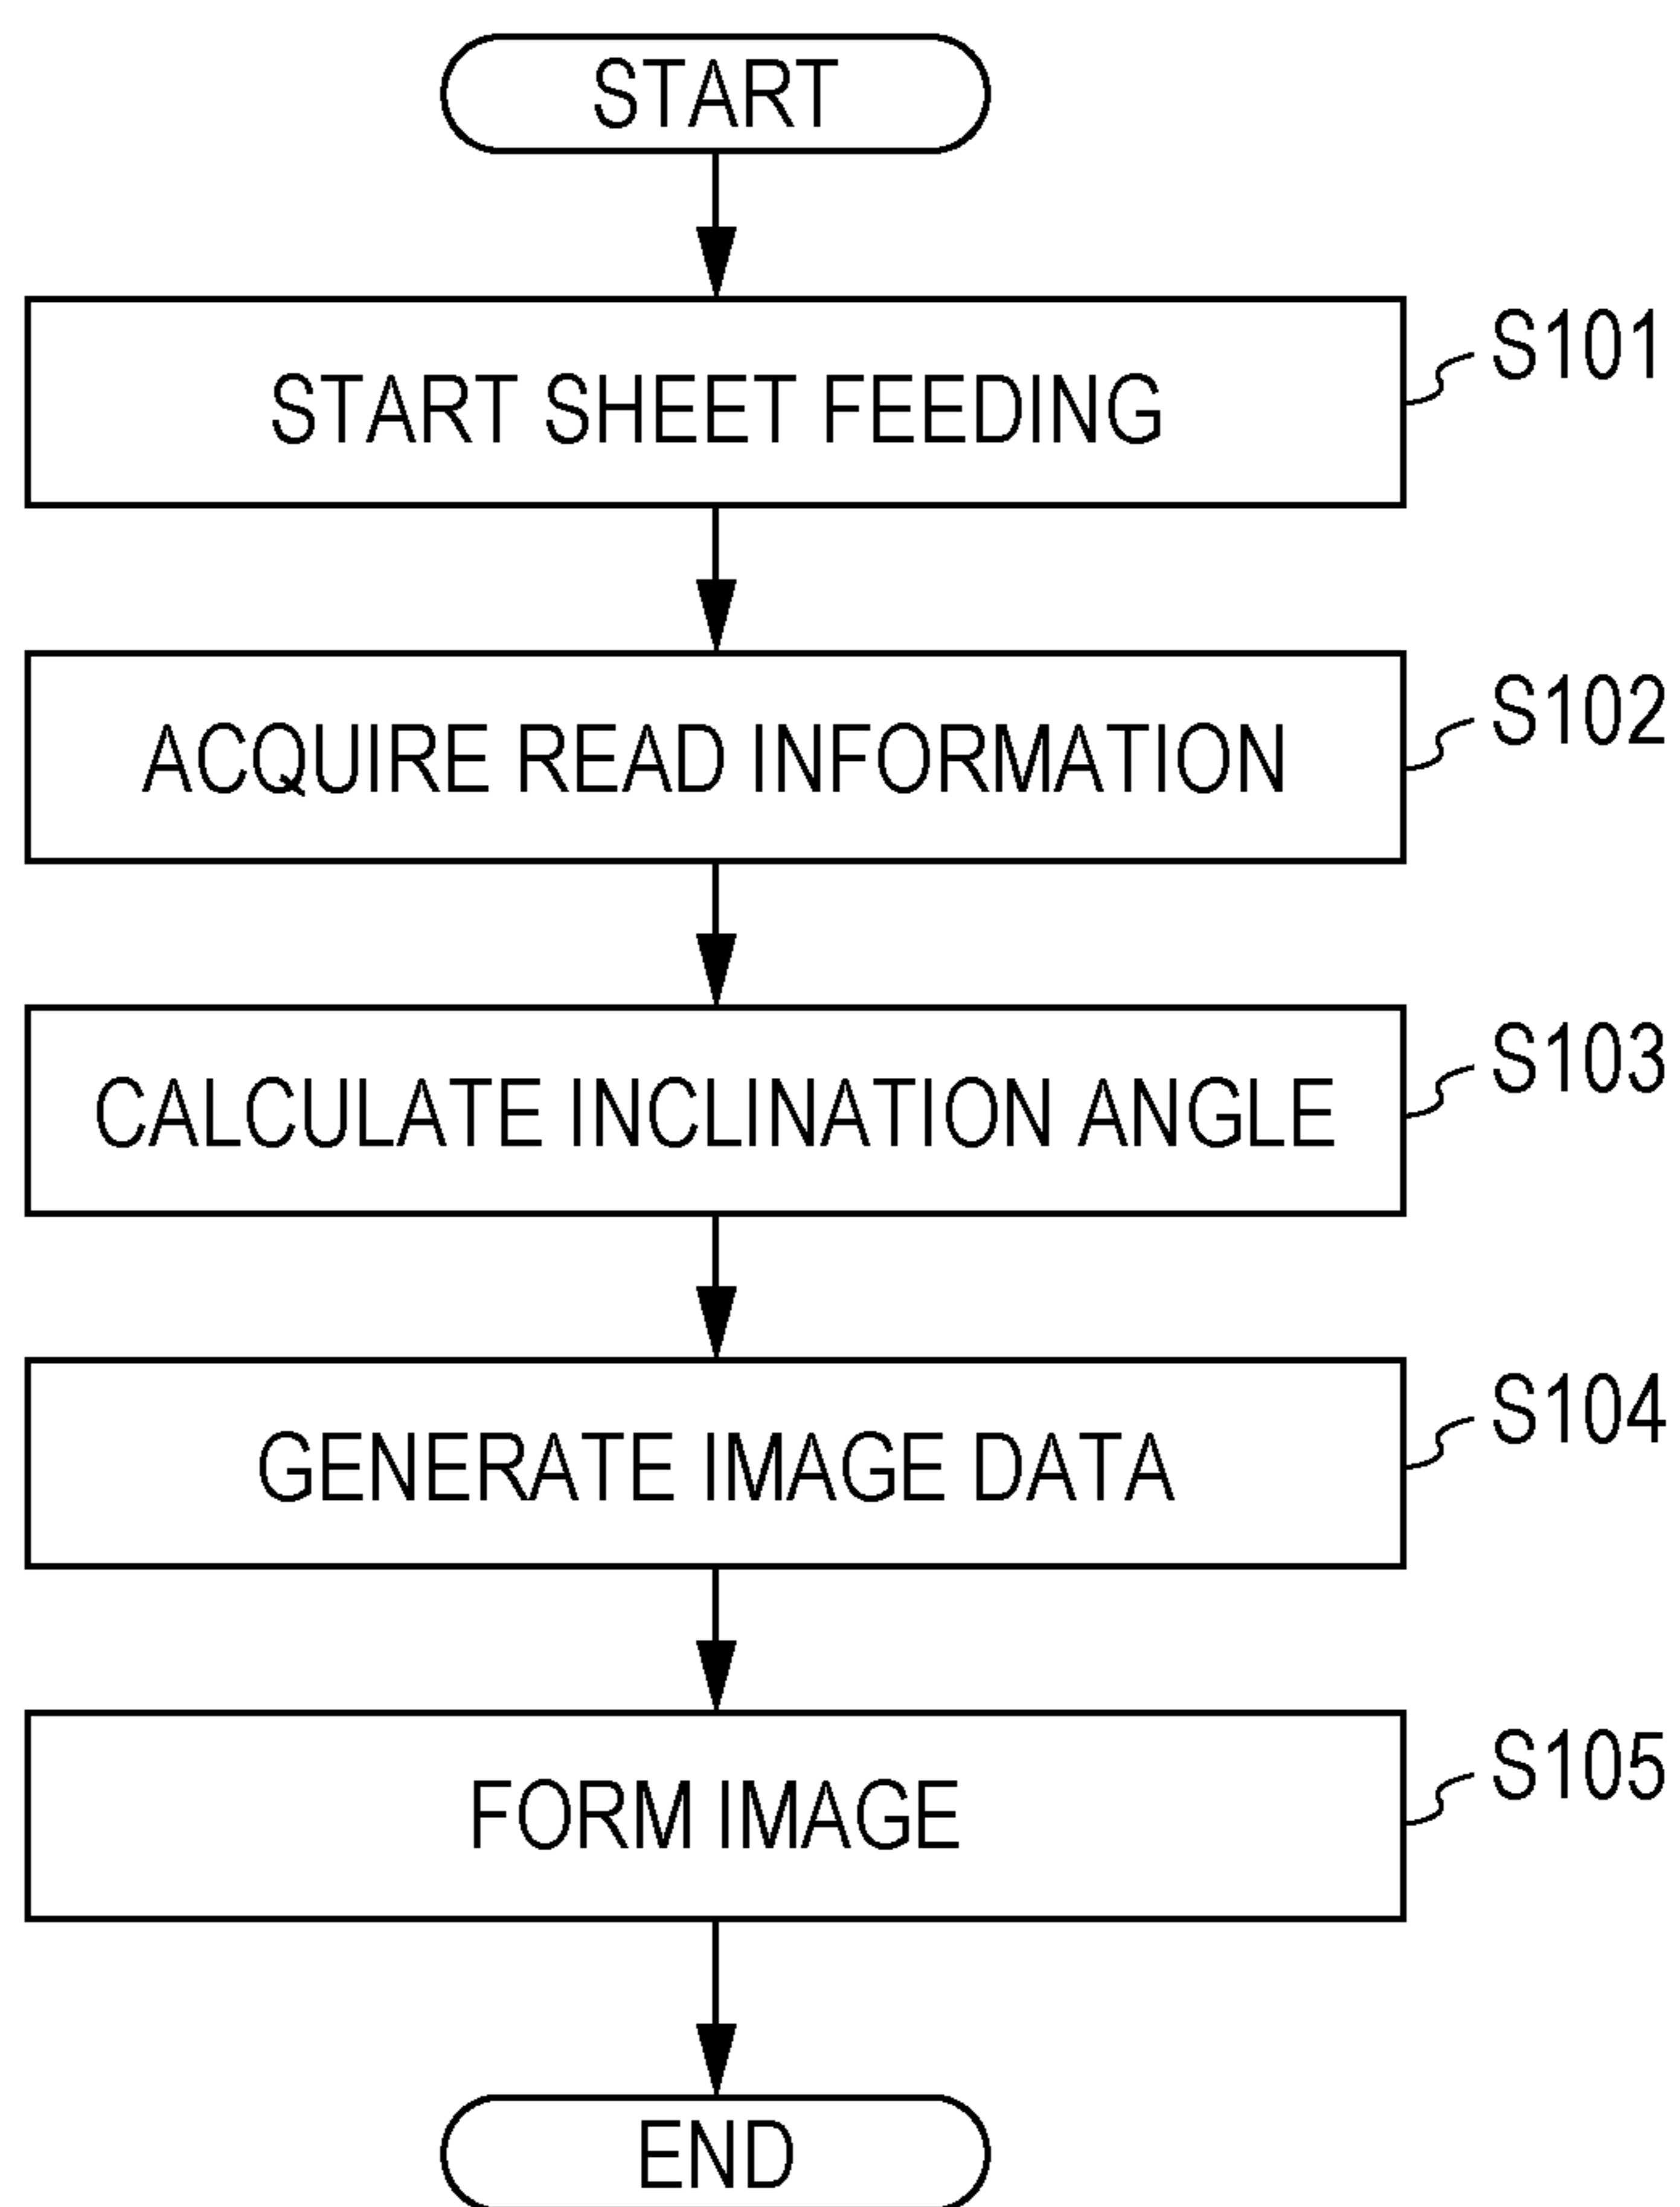 START
START SHEET FEEDING
S101
ACQUIRE READ INFORMATION
S102
CALCULATE INCLINATION ANGLE
S103
GENERATE IMAGE DATA
S104
FORM IMAGE
S105
END